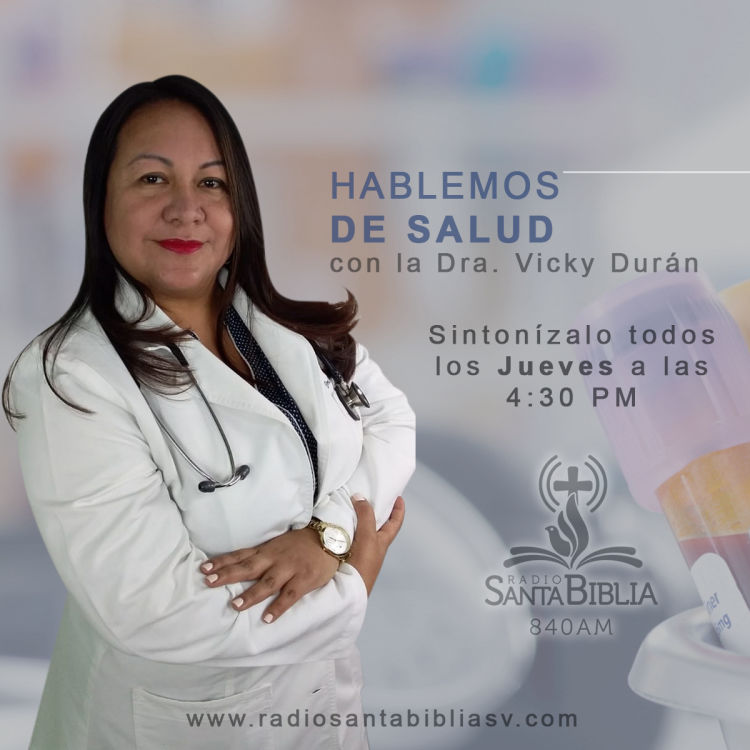 HABLEMOS
DE SALUD
con la Dra. Vicky Durán
Sintonízalo todos
los Jueves a las
4:30 PM
RADIO
SANTA BIBLIA
840AM
www.radiosantabibliasv.com